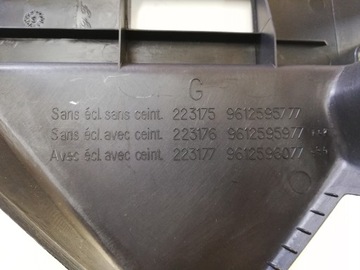 G
Sans écl. sans ceint. 223175 9612595777
Sans écl. avec ceint. 223176 9612595977
Avec écl. avec ceint. 223177 9612596077